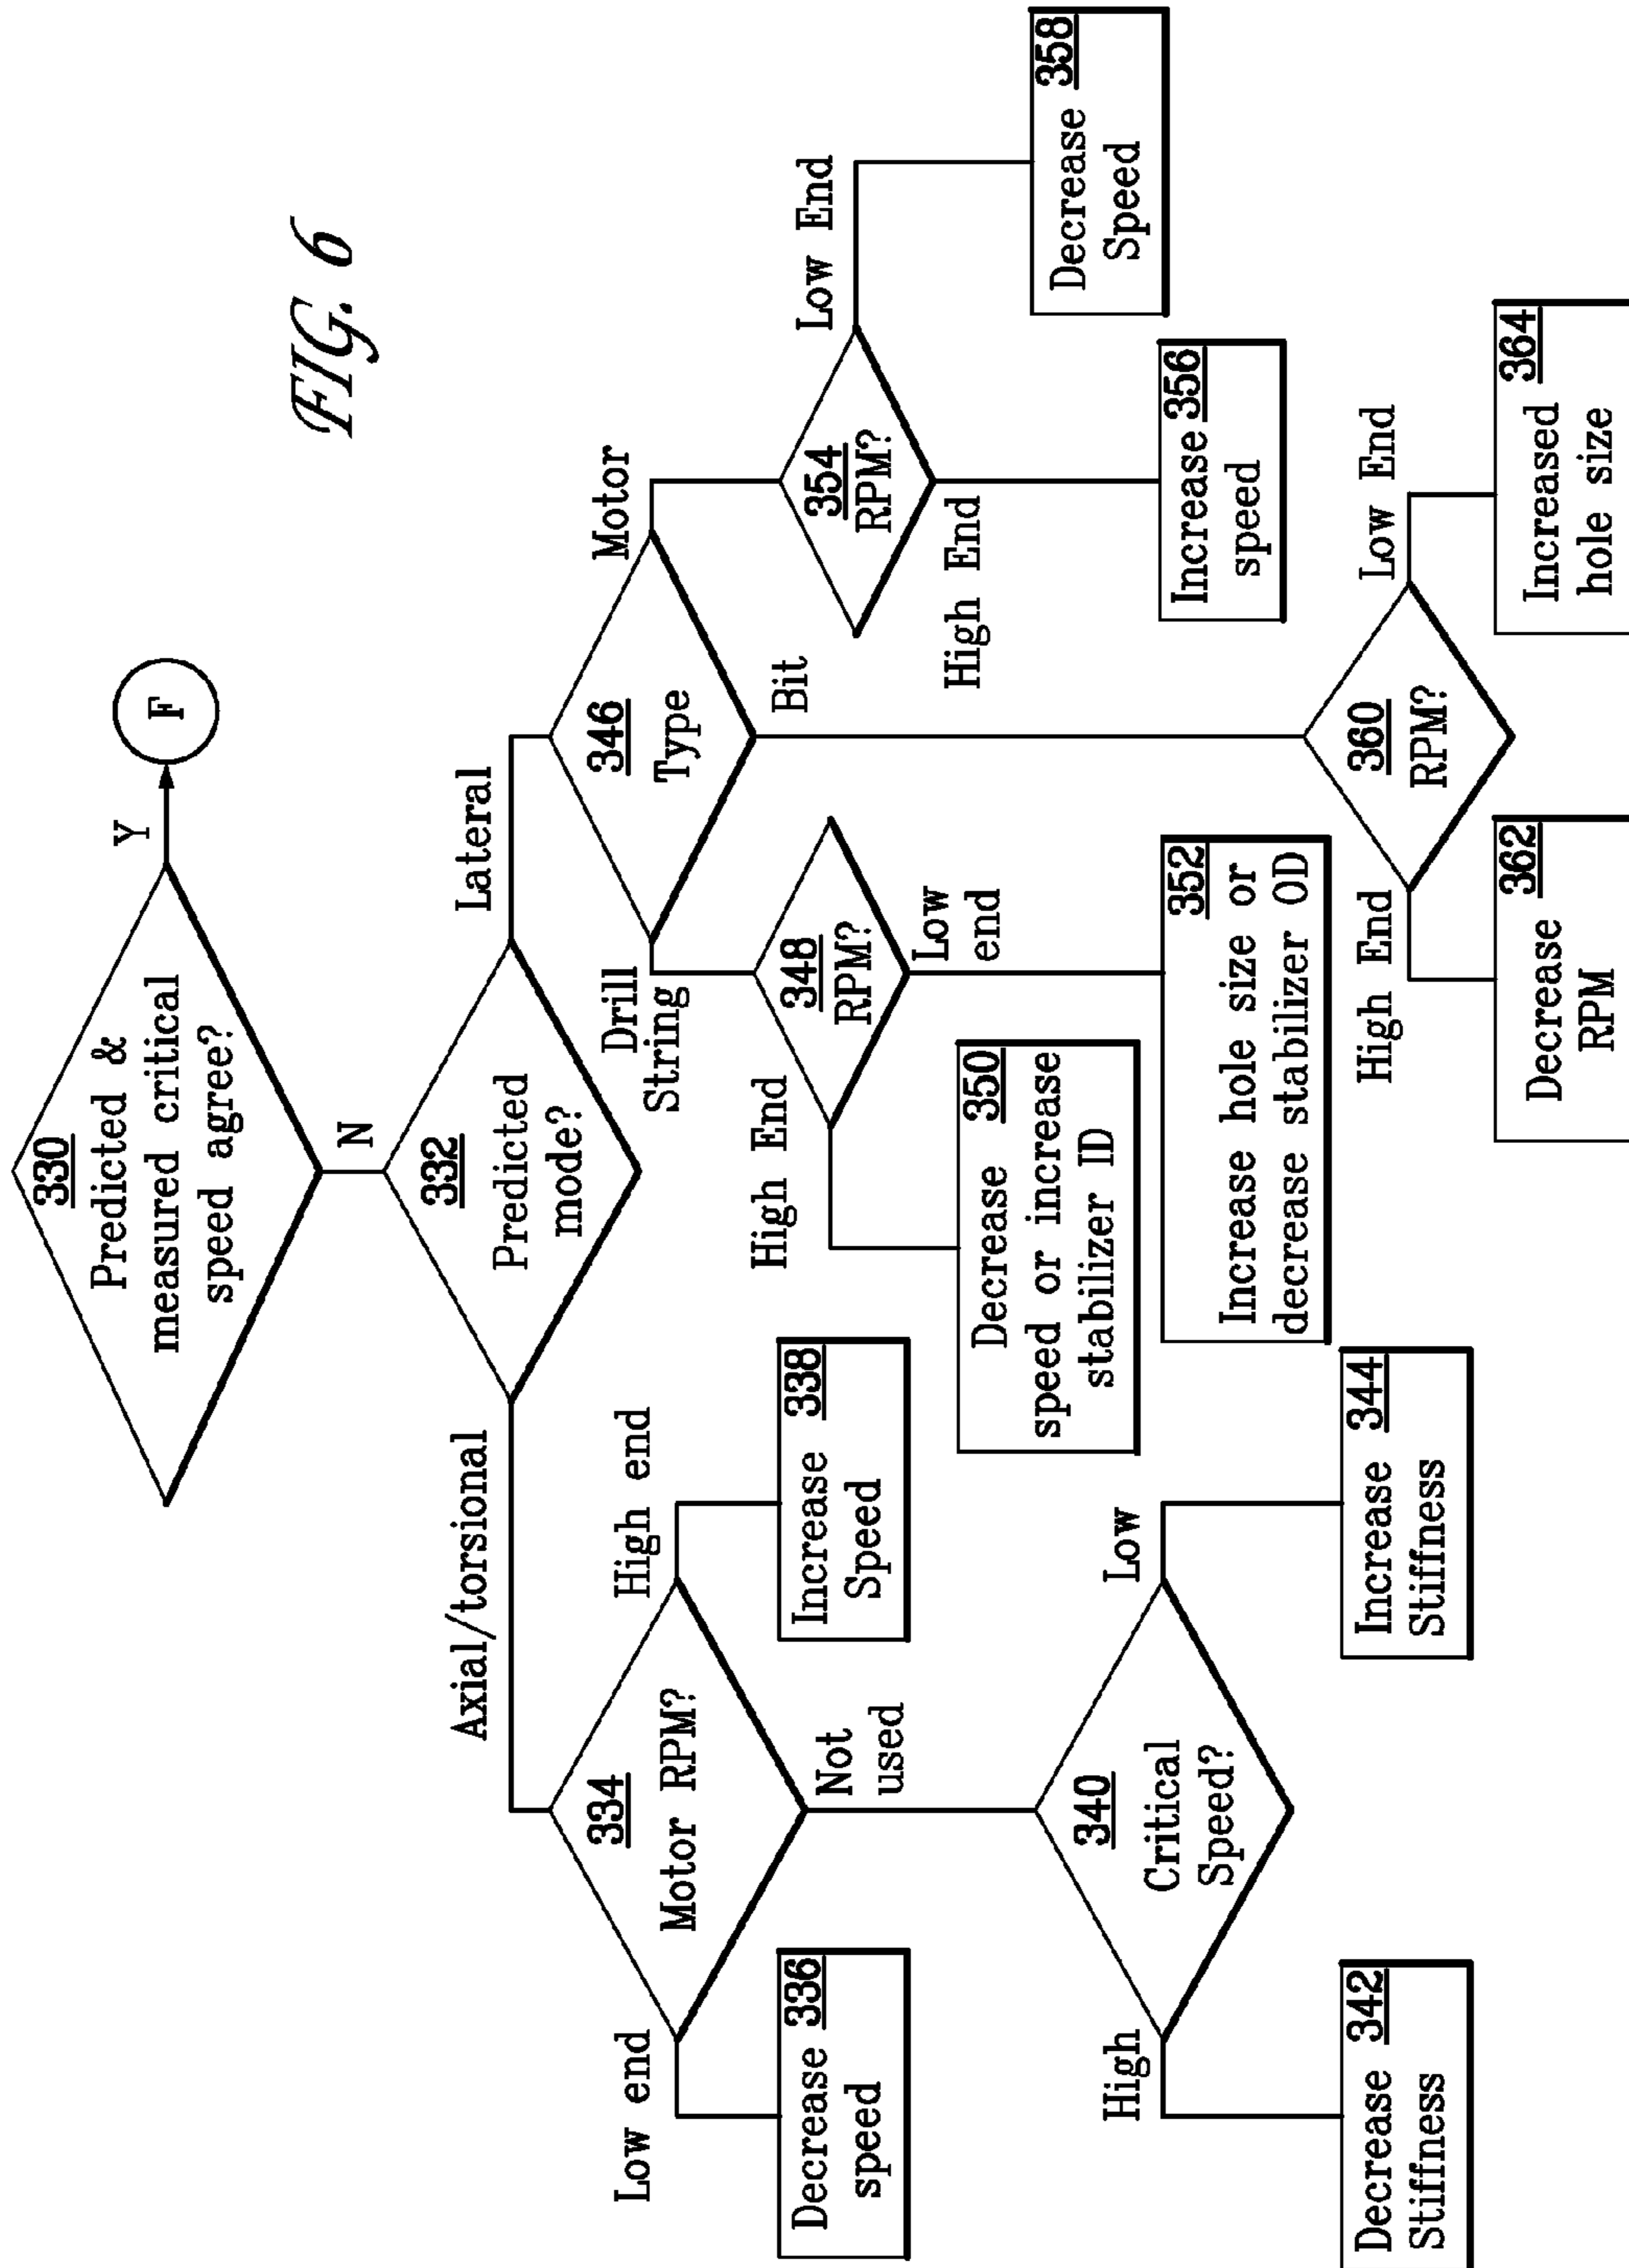 FIG. 6
330
Predicted &
measured critical
speed agree?
Y
F
N
332
Predicted
mode?
Axial/torsional
Lateral
334
Motor RPM?
Low end
High end
Decrease 336
speed
Increase 338
Speed
Not
used
340
Critical
Speed?
High
Low
Decrease 342
Stiffness
Increase 344
Stiffness
346
Type
Drill
String
Motor
Bit
348
RPM?
High End
Low
end
350
Decrease
speed or increase
stabilizer ID
352
Increase hole size or
decrease stabilizer OD
354
RPM?
High End
Low End
Increase 356
speed
Decrease 358
Speed
360
RPM?
High End
Low End
362
Decrease
RPM
364
Increased
hole size